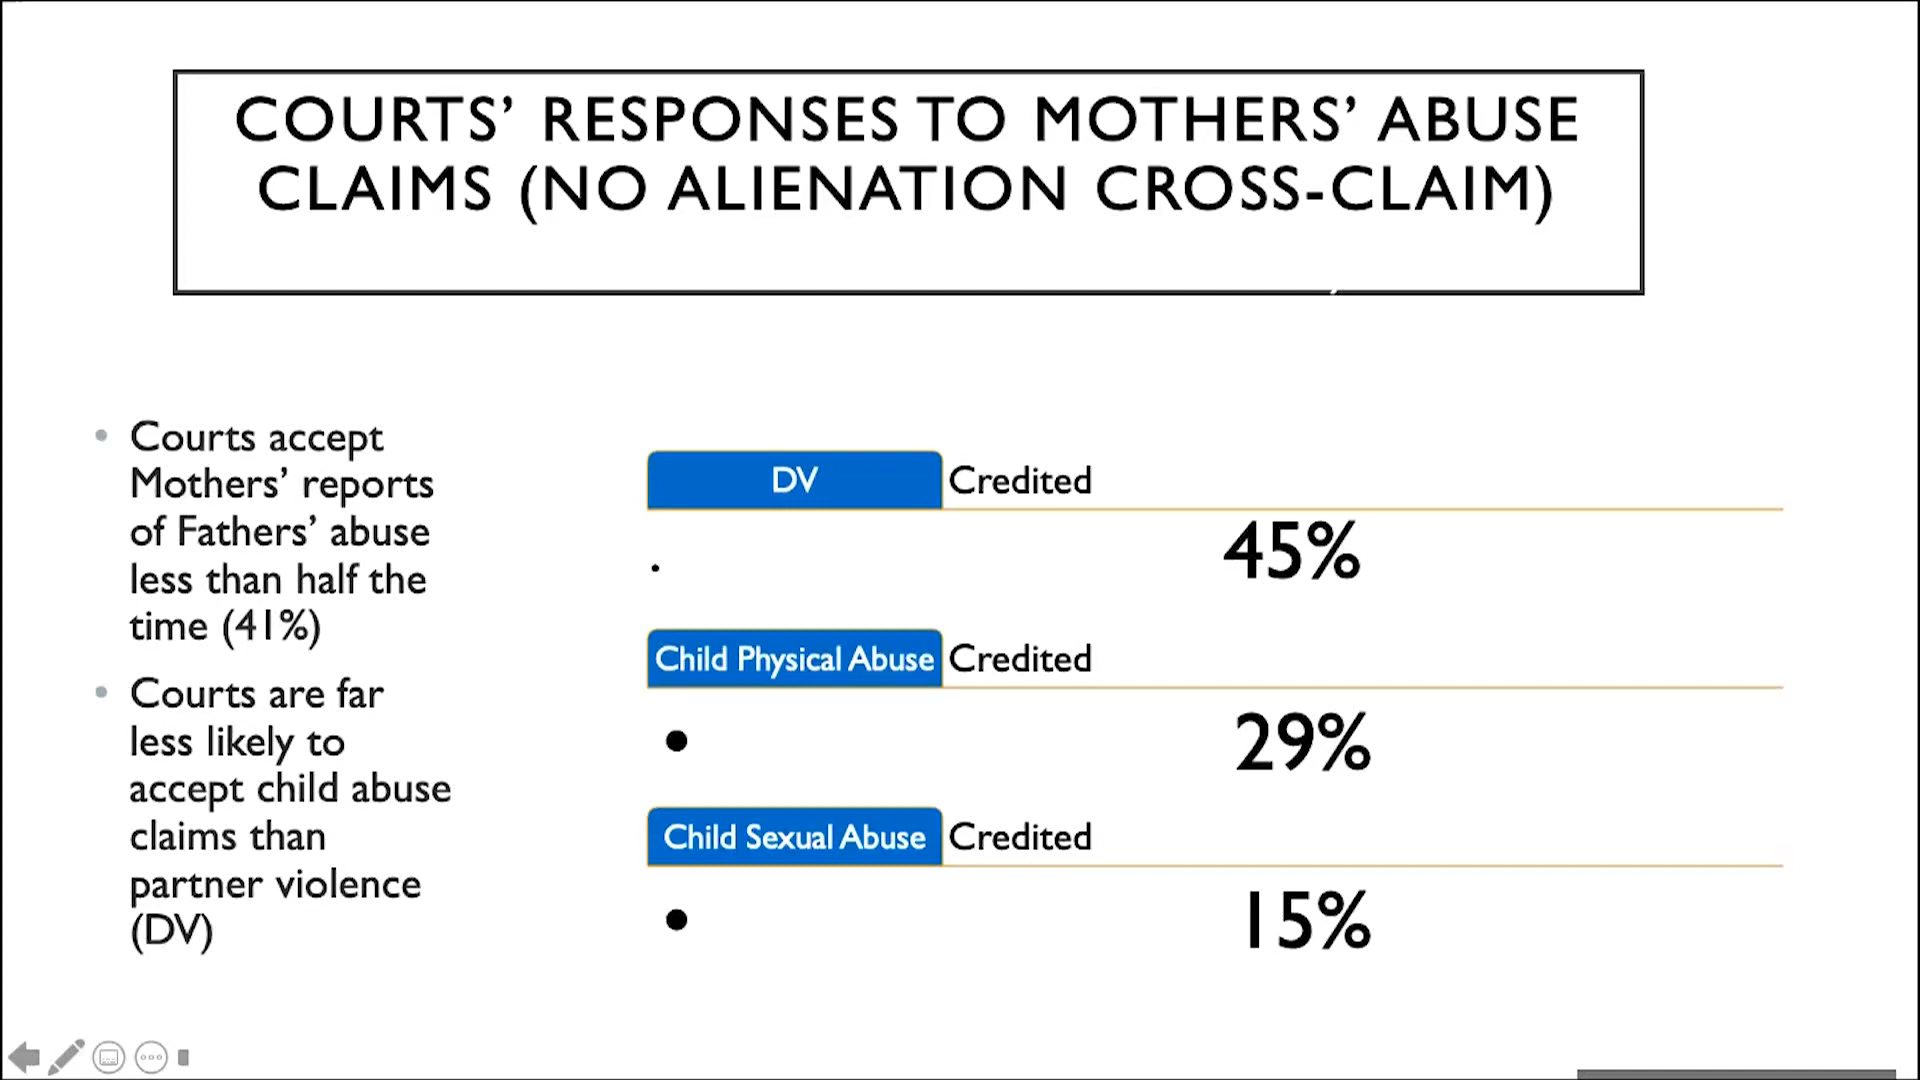 COURTS’ RESPONSES TO MOTHERS’ ABUSE
CLAIMS (NO ALIENATION CROSS-CLAIM)
• Courts accept
Mothers’ reports
of Fathers’ abuse
less than half the
time (41%)
• Courts are far
less likely to
accept child abuse
claims than
partner violence
(DV)
DV Credited
• 45%
Child Physical Abuse Credited
• 29%
Child Sexual Abuse Credited
• 15%